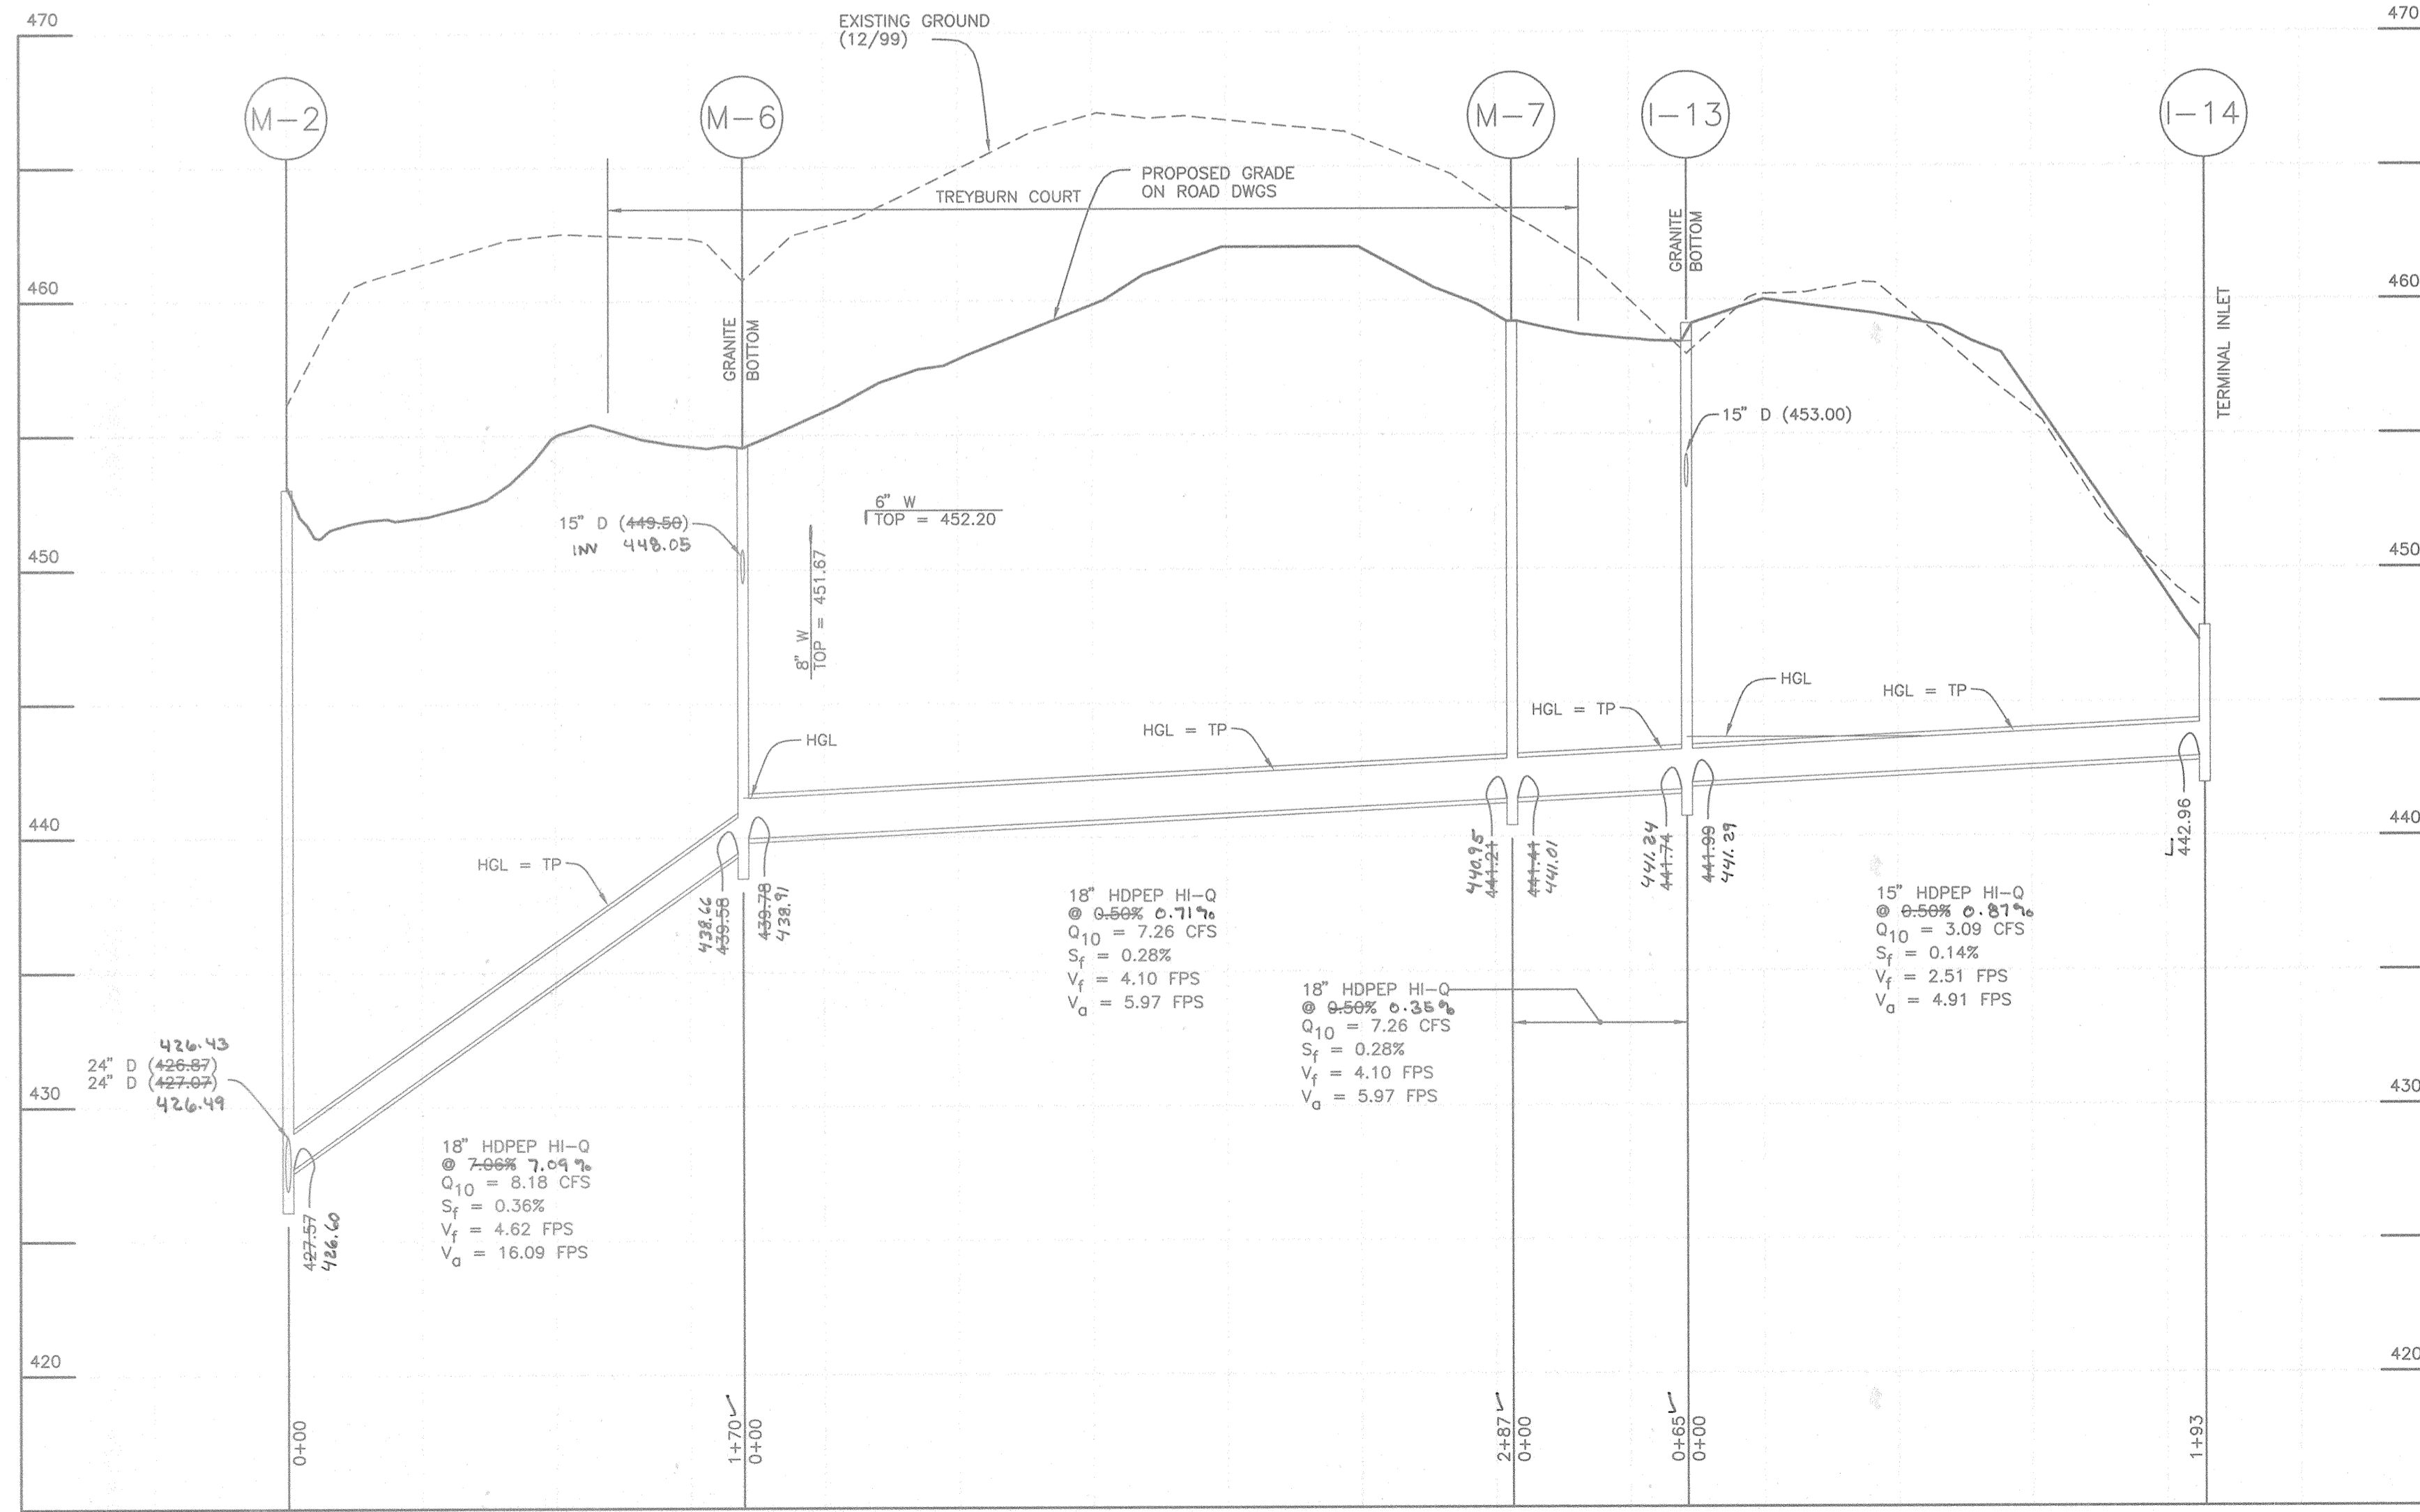 470
470
EXISTING GROUND
(12/99)
M-2
M-6
M-7
I-13
I-14
PROPOSED GRADE
ON ROAD DWGS
TREYBURN COURT
GRANITE
BOTTOM
460
460
GRANITE
BOTTOM
TERMINAL INLET
15" D (453.00)
6" W
TOP = 452.20
15" D (449.50)
INV 448.05
450
450
8" W
TOP = 451.67
HGL
HGL = TP
HGL = TP
HGL = TP
HGL
440
440
HGL = TP
438.66
439.58
439.78
438.91
440.95
441.21
441.41
441.01
441.24
441.74
441.99
441.29
442.96
18" HDPEP HI-Q
@ 0.50% 0.71%
Q10 = 7.26 CFS
Sf = 0.28%
Vf = 4.10 FPS
Va = 5.97 FPS
15" HDPEP HI-Q
@ 0.50% 0.87%
Q10 = 3.09 CFS
Sf = 0.14%
Vf = 2.51 FPS
Va = 4.91 FPS
18" HDPEP HI-Q
@ 0.50% 0.35%
Q10 = 7.26 CFS
Sf = 0.28%
Vf = 4.10 FPS
Va = 5.97 FPS
426.43
24" D (426.87)
24" D (427.07)
426.49
430
430
18" HDPEP HI-Q
@ 7.06% 7.09%
Q10 = 8.18 CFS
Sf = 0.36%
Vf = 4.62 FPS
Va = 16.09 FPS
427.57
426.60
420
420
0+00
1+70
0+00
2+87
0+00
0+65
0+00
1+93